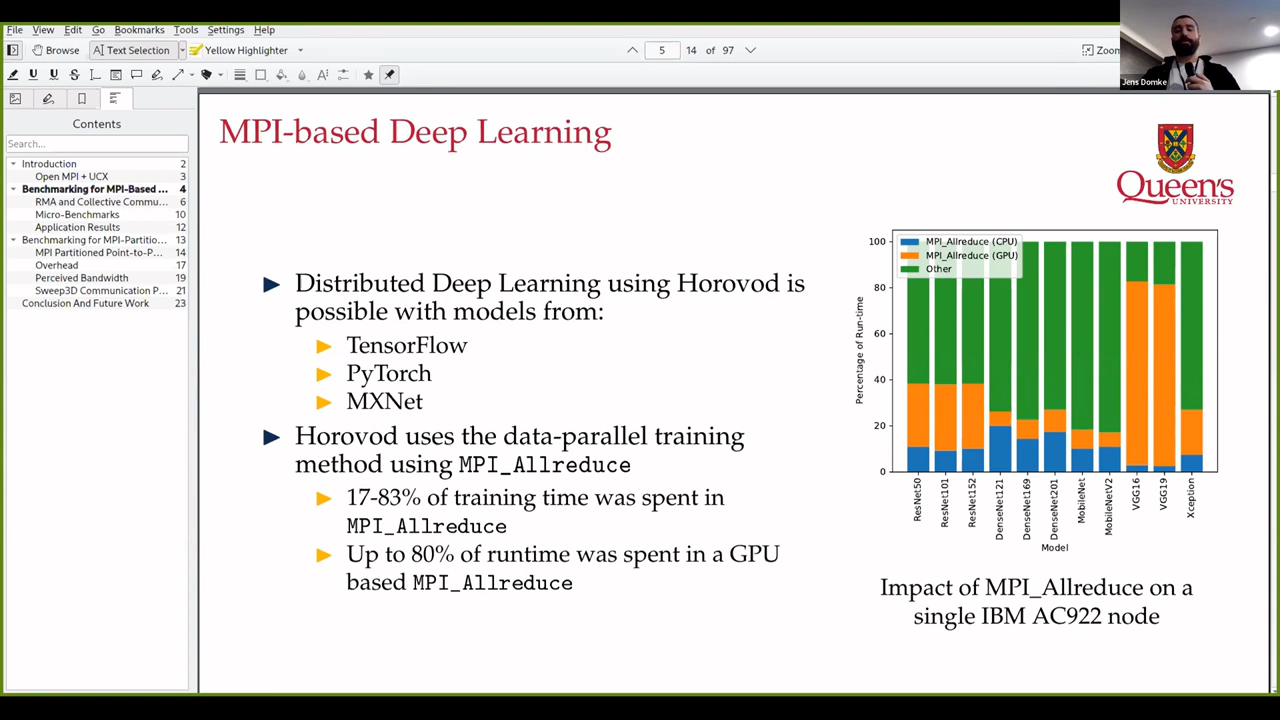 File View Edit Go Bookmarks Tools Settings Help
Browse Text Selection Yellow Highlighter 5 14 of 97 Zoom
Jens Domke
Contents
Search...
Introduction 2
Open MPI + UCX 3
Benchmarking for MPI-Based ... 4
RMA and Collective Commu... 6
Micro-Benchmarks 10
Application Results 12
Benchmarking for MPI-Partitio... 13
MPI Partitioned Point-to-P... 14
Overhead 17
Perceived Bandwidth 19
Sweep3D Communication P... 21
Conclusion And Future Work 23
MPI-based Deep Learning
Queen's
UNIVERSITY
Distributed Deep Learning using Horovod is
possible with models from:
TensorFlow
PyTorch
MXNet
Horovod uses the data-parallel training
method using MPI_Allreduce
17-83% of training time was spent in
MPI_Allreduce
Up to 80% of runtime was spent in a GPU
based MPI_Allreduce
MPI_Allreduce (CPU)
MPI_Allreduce (GPU)
Other
Percentage of Run-time
100
80
60
40
20
0
ResNet50
ResNet101
ResNet152
DenseNet121
DenseNet169
DenseNet201
MobileNet
MobileNetV2
VGG16
VGG19
Xception
Model
Impact of MPI_Allreduce on a
single IBM AC922 node